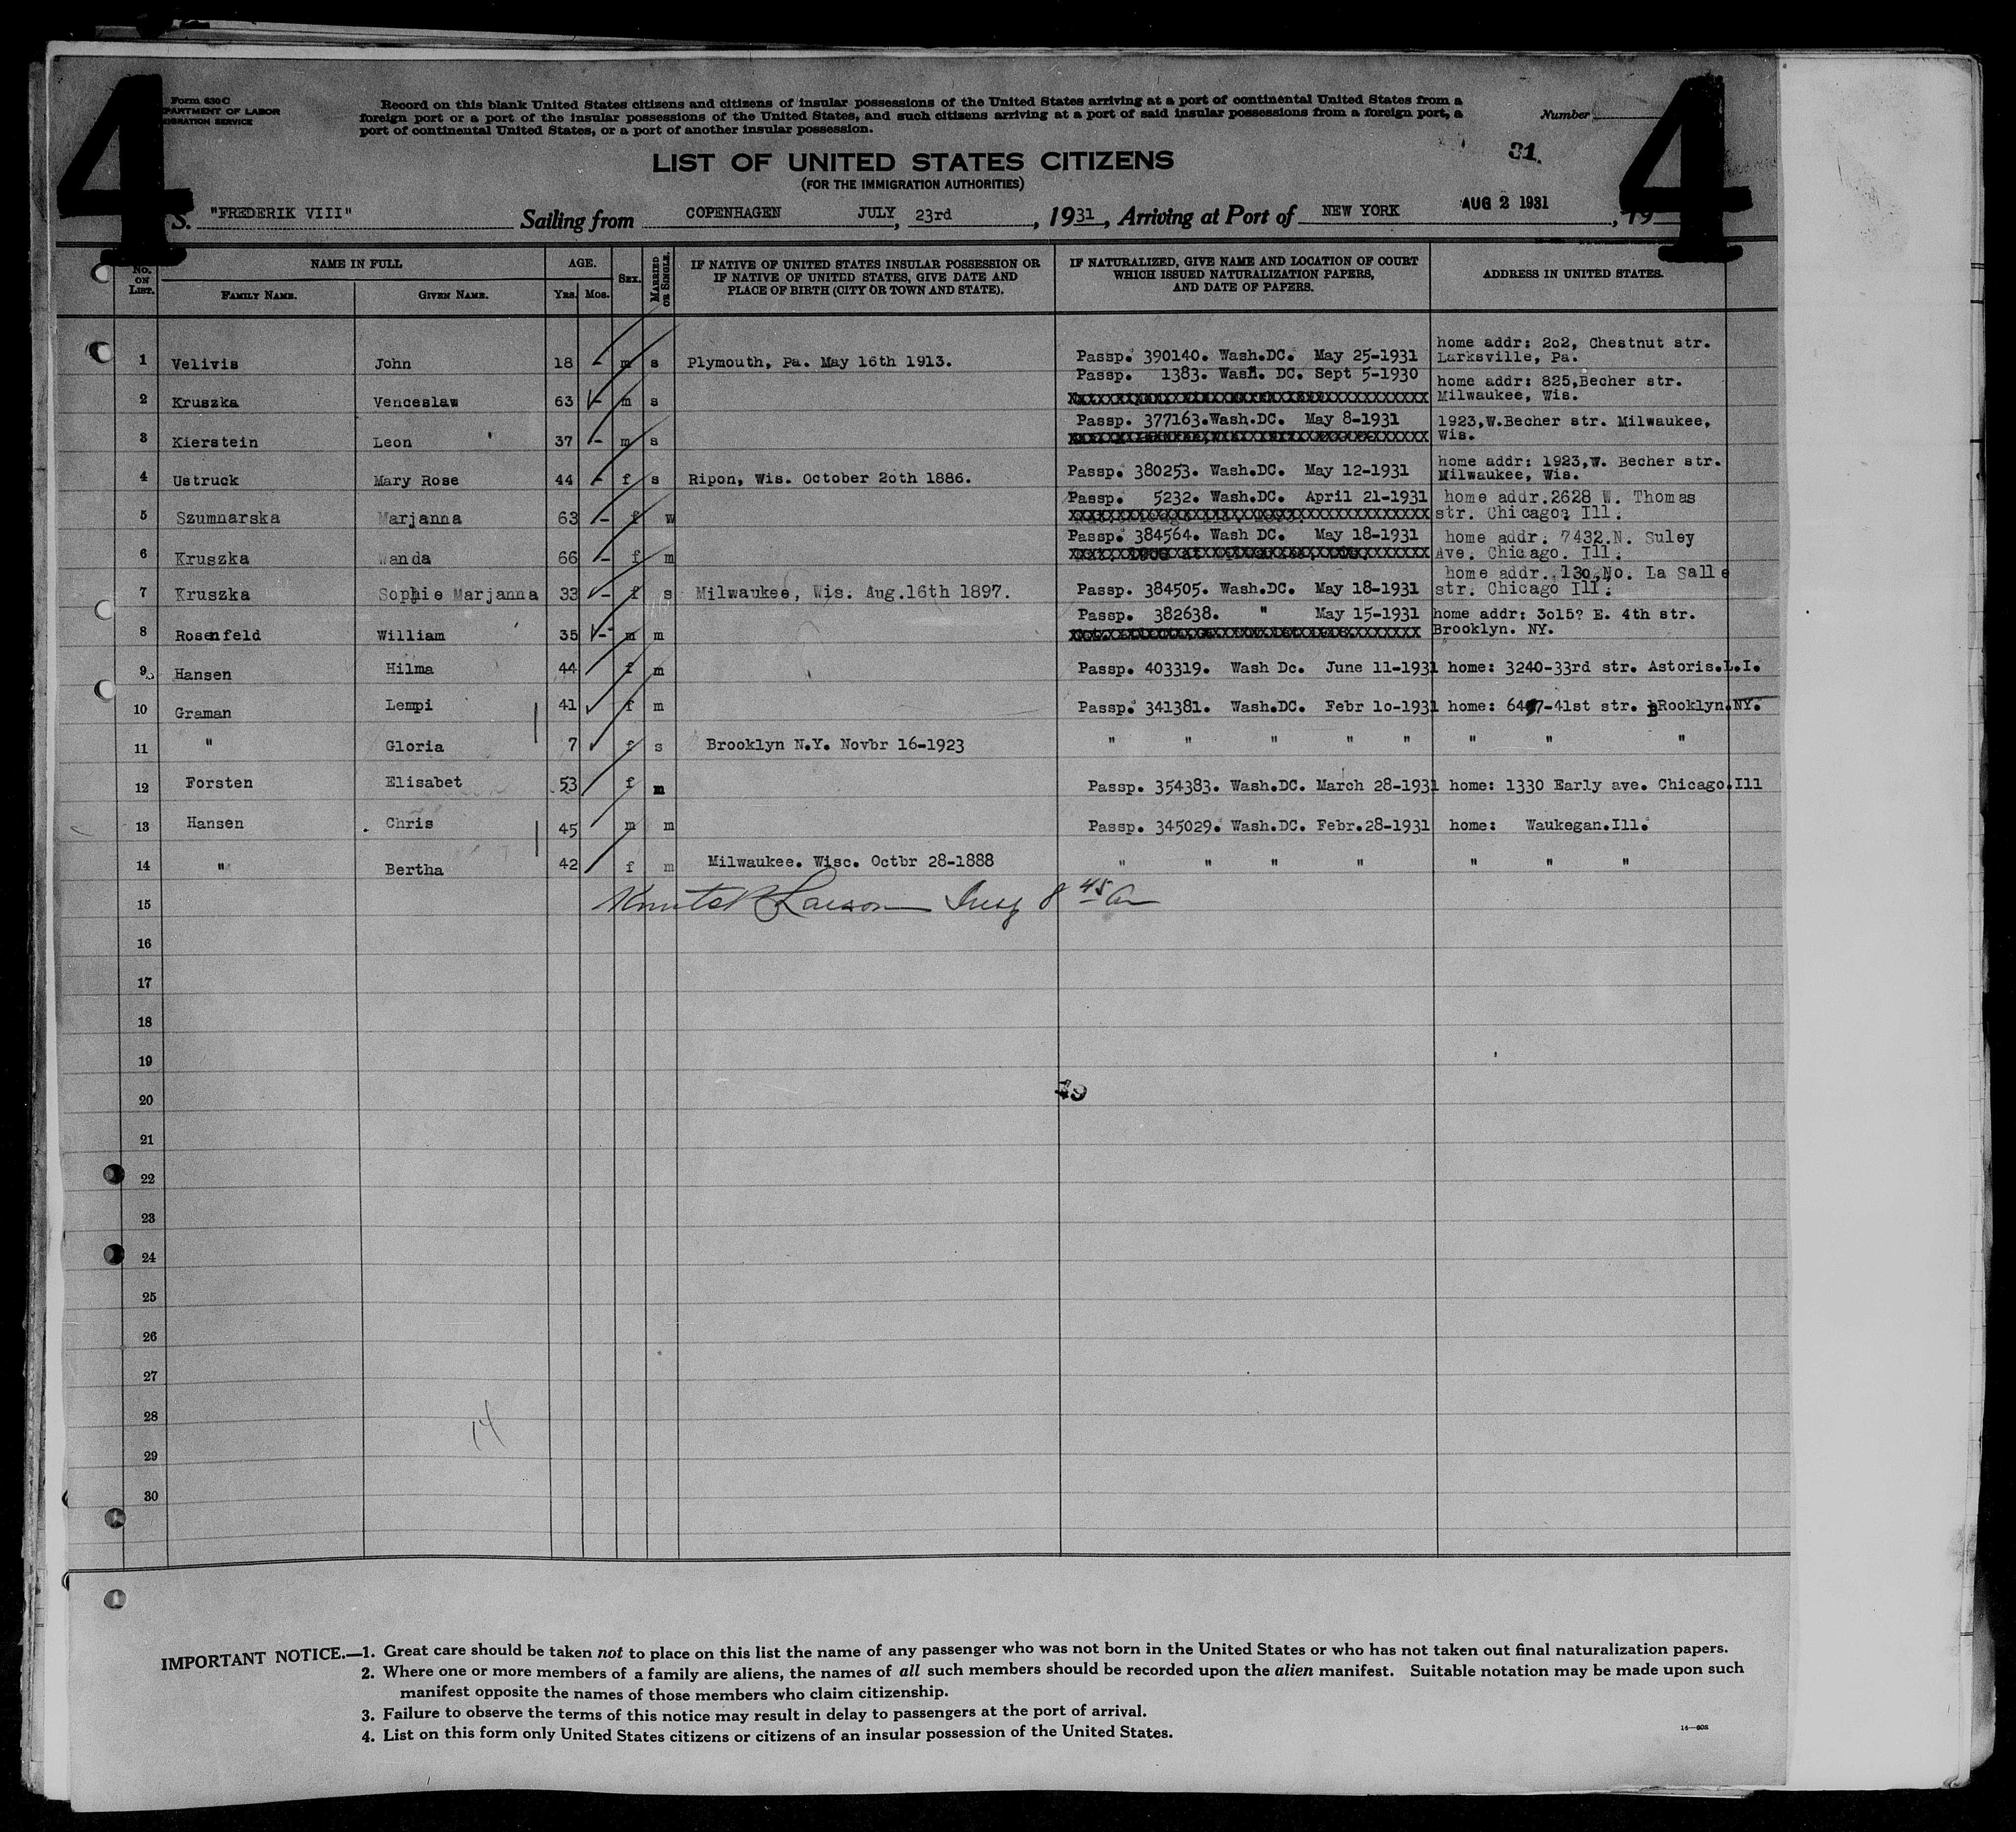 4 4
Form 630 C
DEPARTMENT OF LABOR
IMMIGRATION SERVICE
Record on this blank United States citizens and citizens of insular possessions of the United States arriving at a port of continental United States from a
foreign port or a port of the insular possessions of the United States, and such citizens arriving at a port of said insular possessions from a foreign port, a
port of continental United States, or a port of another insular possession.
Number
31.
LIST OF UNITED STATES CITIZENS
(FOR THE IMMIGRATION AUTHORITIES)
S. "FREDERIK VIII" Sailing from COPENHAGEN JULY, 23rd, 1931, Arriving at Port of NEW YORK AUG 2 1931, 19
No. ON LIST. NAME IN FULL AGE. SEX. MARRIED OR SINGLE. IF NATIVE OF UNITED STATES INSULAR POSSESSION OR IF NATIVE OF UNITED STATES, GIVE DATE AND PLACE OF BIRTH (CITY OR TOWN AND STATE). IF NATURALIZED, GIVE NAME AND LOCATION OF COURT WHICH ISSUED NATURALIZATION PAPERS, AND DATE OF PAPERS. ADDRESS IN UNITED STATES.
FAMILY NAME. GIVEN NAME. YRS. MOS.
1 Velivis John 18 - m s Plymouth, Pa. May 16th 1913. Passp. 390140. Wash.DC. May 25-1931 home addr: 2o2, Chestnut str. Larksville, Pa.
2 Kruszka Venceslaw 63 - m s Passp. 1383. Wash. DC. Sept 5-1930 home addr: 825,Becher str. Milwaukee, Wis.
3 Kierstein Leon 37 - m s Passp. 377163.Wash.DC. May 8-1931 1923,W.Becher str. Milwaukee, Wis.
4 Ustruck Mary Rose 44 - f s Ripon, Wis. October 2oth 1886. Passp. 380253. Wash.DC. May 12-1931 home addr: 1923,W. Becher str. Milwaukee, Wis.
5 Szumnarska Marjanna 63 - f w Passp. 5232. Wash.DC. April 21-1931 home addr.2628 W. Thomas str. Chicago, Ill.
6 Kruszka Wanda 66 - f m Passp. 384564. Wash DC. May 18-1931 home addr. 7432.N. Suley Ave. Chicago. Ill.
7 Kruszka Sophie Marjanna 33 - f s Milwaukee, Wis. Aug.16th 1897. Passp. 384505. Wash.DC. May 18-1931 home addr. 13o,No. La Salle str. Chicago Ill.
8 Rosenfeld William 35 - m m Passp. 382638. " May 15-1931 home addr: 3o15? E. 4th str. Brooklyn. NY.
9 Hansen Hilma 44 f m Passp. 403319. Wash Dc. June 11-1931 home: 3240-33rd str. Astoris.L.I.
10 Graman Lempi 41 f m Passp. 341381. Wash.DC. Febr 1o-1931 home: 6407-41st str. BRooklyn.NY.
11 " Gloria 7 f s Brooklyn N.Y. Novbr 16-1923 " " " " " " " "
12 Forsten Elisabet 53 f m Passp. 354383. Wash.DC. March 28-1931 home: 1330 Early ave. Chicago.Ill
13 Hansen Chris 45 m m Passp. 345029. Wash.DC. Febr.28-1931 home: Waukegan.Ill.
14 " Bertha 42 f m Milwaukee. Wisc. Octbr 28-1888 " " " " " " "
15 Larson Insp 8 45 Am
16
17
18
19
20
21
22
23
24
25
26
27
28
29
30
14
IMPORTANT NOTICE.—1. Great care should be taken not to place on this list the name of any passenger who was not born in the United States or who has not taken out final naturalization papers.
2. Where one or more members of a family are aliens, the names of all such members should be recorded upon the alien manifest. Suitable notation may be made upon such
manifest opposite the names of those members who claim citizenship.
3. Failure to observe the terms of this notice may result in delay to passengers at the port of arrival.
4. List on this form only United States citizens or citizens of an insular possession of the United States.